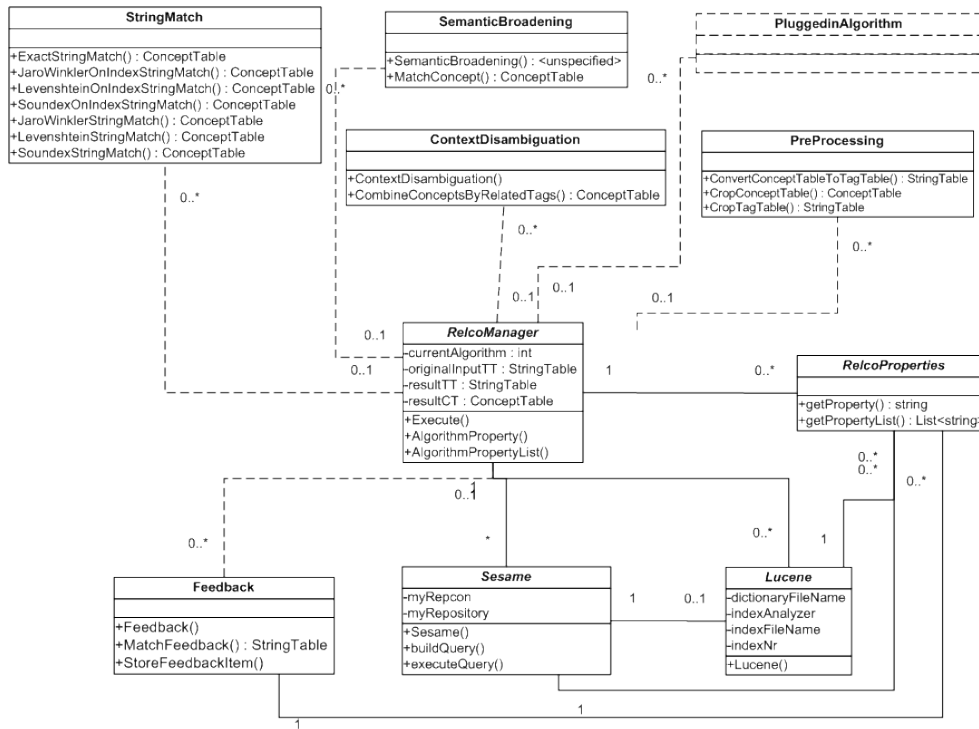 StringMatch
+ExactStringMatch() : ConceptTable
+JaroWinklerOnIndexStringMatch() : ConceptTable
+LevenshteinOnIndexStringMatch() : ConceptTable
+SoundexOnIndexStringMatch() : ConceptTable
+JaroWinklerStringMatch() : ConceptTable
+LevenshteinStringMatch() : ConceptTable
+SoundexStringMatch() : ConceptTable
SemanticBroadening
+SemanticBroadening() : <unspecified>
+MatchConcept() : ConceptTable
PluggedinAlgorithm
0..*
0..*
ContextDisambiguation
+ContextDisambiguation()
+CombineConceptsByRelatedTags() : ConceptTable
PreProcessing
+ConvertConceptTableToTagTable() : StringTable
+CropConceptTable() : ConceptTable
+CropTagTable() : StringTable
0..*
0..*
0..*
0..1
0..1
0..1
0..1
0..1
RelcoManager
-currentAlgorithm : int
-originalInputTT : StringTable
-resultTT : StringTable
-resultCT : ConceptTable
+Execute()
+AlgorithmProperty()
+AlgorithmPropertyList()
1
0..*
RelcoProperties
+getProperty() : string
+getPropertyList() : List<string>
0..*
0..*
0..*
0..1
1
0..*
*
0..*
1
Feedback
+Feedback()
+MatchFeedback() : StringTable
+StoreFeedbackItem()
Sesame
-myRepcon
-myRepository
+Sesame()
+buildQuery()
+executeQuery()
1
0..1
Lucene
-dictionaryFileName
-indexAnalyzer
-indexFileName
-indexNr
+Lucene()
1
1